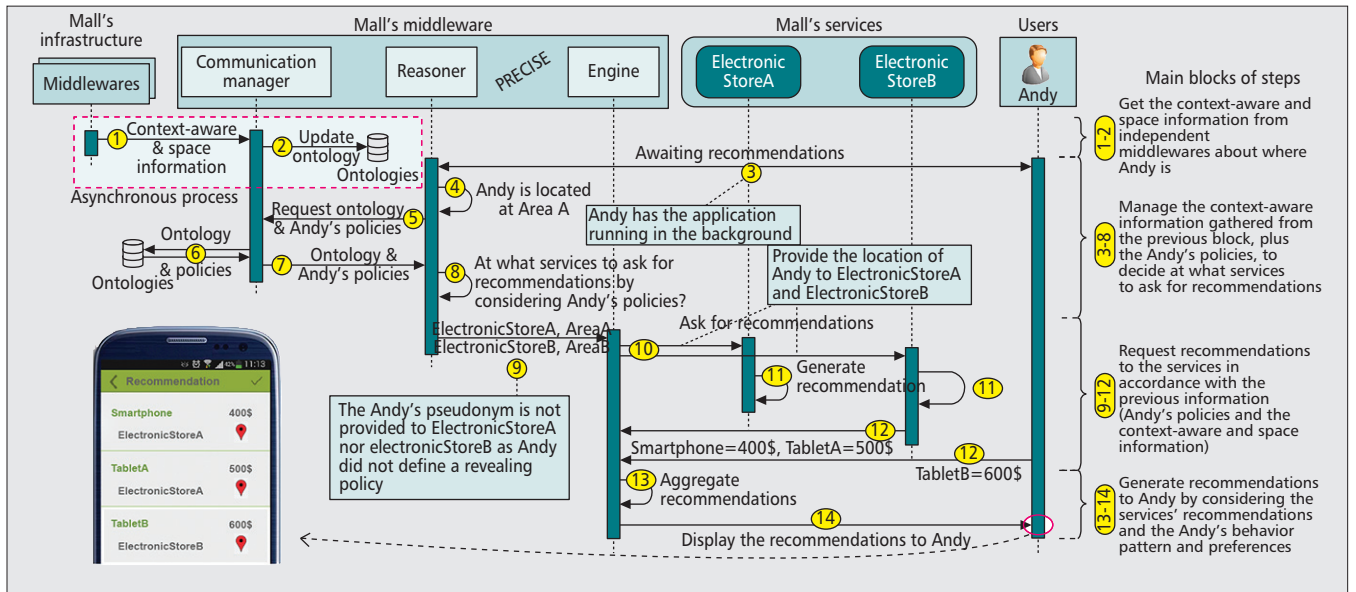 Mall's
infrastructure
Mall's middleware
Mall's services
Users
Middlewares
Communication
manager
Reasoner
PRECISE
Engine
Electronic
StoreA
Electronic
StoreB
Andy
Main blocks of steps
1
Context-aware
& space
information
2
Update
ontology
Ontologies
Asynchronous process
Awaiting recommendations
3
4
Andy is located
at Area A
Andy has the application
running in the background
Request ontology
& Andy's policies
5
Ontology
6
& policies
Ontologies
7
Ontology &
Andy's policies
8
At what services to ask for
recommendations by
considering Andy's policies?
Provide the location of
Andy to ElectronicStoreA
and ElectronicStoreB
ElectronicStoreA, AreaA
ElectronicStoreB, AreaB
9
The Andy's pseudonym is not
provided to ElectronicStoreA
nor electronicStoreB as Andy
did not define a revealing
policy
Ask for recommendations
10
11
Generate
recommendation
11
12
Smartphone=400$, TabletA=500$
12
TabletB=600$
13
Aggregate
recommendations
14
Display the recommendations to Andy
1-2
Get the context-aware and
space information from
independent
middlewares about where
Andy is
3-8
Manage the context-aware
information gathered from
the previous block, plus
the Andy's policies, to
decide at what services
to ask for recommendations
9-12
Request recommendations
to the services in
accordance with the
previous information
(Andy's policies and the
context-aware and space
information)
13-14
Generate recommendations
to Andy by considering the
services' recommendations
and the Andy's behavior
pattern and preferences
42% 11:13
Recommendation
Smartphone 400$
ElectronicStoreA
TabletA 500$
ElectronicStoreA
TabletB 600$
ElectronicStoreB